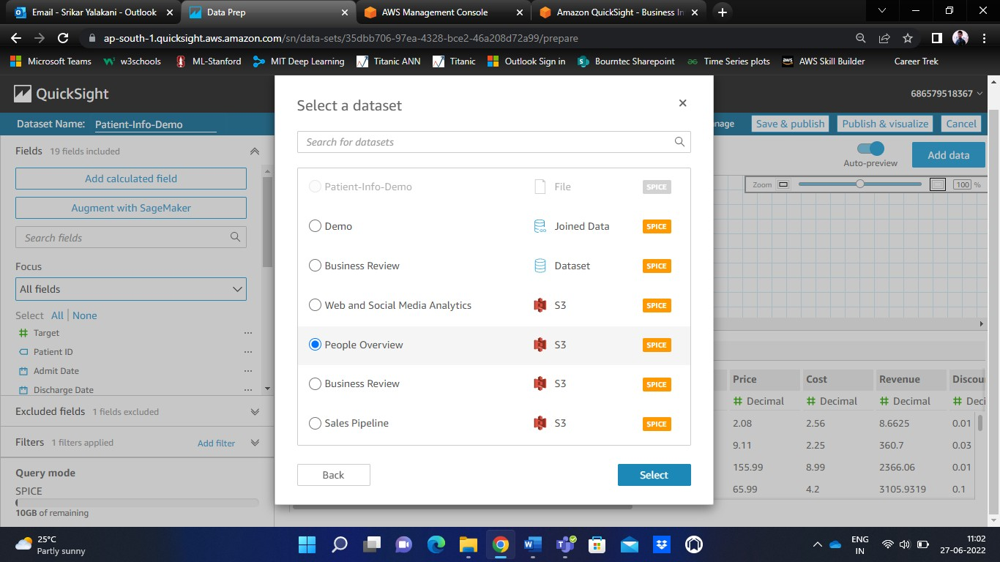 Email - Srikar Yalakani - Outlook
Data Prep
AWS Management Console
Amazon QuickSight - Business In
ap-south-1.quicksight.aws.amazon.com/sn/data-sets/35dbb706-97ea-4328-bce2-46a208d72a99/prepare
Microsoft Teams
w3schools
ML-Stanford
MIT Deep Learning
Titanic ANN
Titanic
Outlook Sign in
Bourntec Sharepoint
Time Series plots
aws
AWS Skill Builder
Career Trek
QuickSight
686579518367
Dataset Name: Patient-Info-Demo
nage
Save & publish
Publish & visualize
Cancel
Fields 19 fields included
Add calculated field
Augment with SageMaker
Search fields
Focus
All fields
Select All | None
Target
Patient ID
Admit Date
Discharge Date
Excluded fields 1 fields excluded
Filters 1 filters applied Add filter
Query mode
SPICE
10GB of remaining
Select a dataset
Search for datasets
Patient-Info-Demo File SPICE
Demo Joined Data SPICE
Business Review Dataset SPICE
Web and Social Media Analytics S3 SPICE
People Overview S3 SPICE
Business Review S3 SPICE
Sales Pipeline S3 SPICE
Back
Select
Auto-preview
Add data
Zoom 100 %
Price Cost Revenue Discou
Decimal Decimal Decimal Deci
2.08 2.56 8.6625 0.01
9.11 2.25 360.7 0.03
155.99 8.99 2366.06 0.01
65.99 4.2 3105.9319 0.1
25°C
Partly sunny
ENG
IN
11:02
27-06-2022